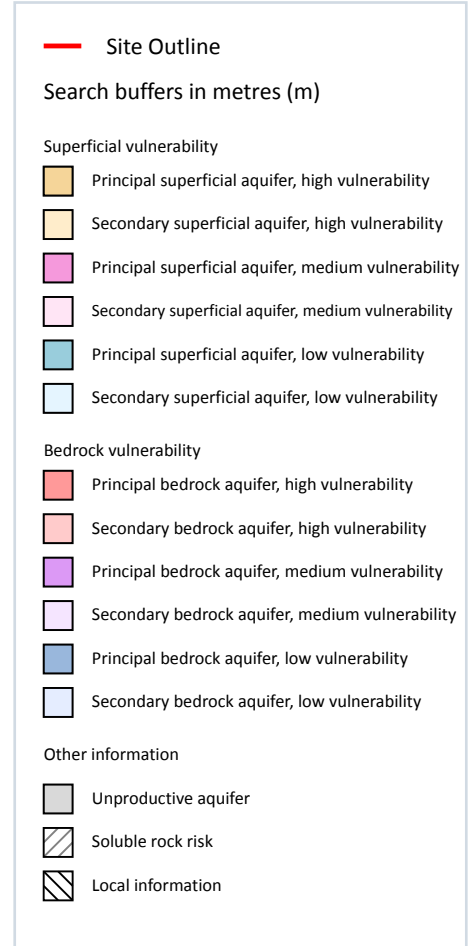 Site Outline
Search buffers in metres (m)
Superficial vulnerability
Principal superficial aquifer, high vulnerability
Secondary superficial aquifer, high vulnerability
Principal superficial aquifer, medium vulnerability
Secondary superficial aquifer, medium vulnerability
Principal superficial aquifer, low vulnerability
Secondary superficial aquifer, low vulnerability
Bedrock vulnerability
Principal bedrock aquifer, high vulnerability
Secondary bedrock aquifer, high vulnerability
Principal bedrock aquifer, medium vulnerability
Secondary bedrock aquifer, medium vulnerability
Principal bedrock aquifer, low vulnerability
Secondary bedrock aquifer, low vulnerability
Other information
Unproductive aquifer
Soluble rock risk
Local information